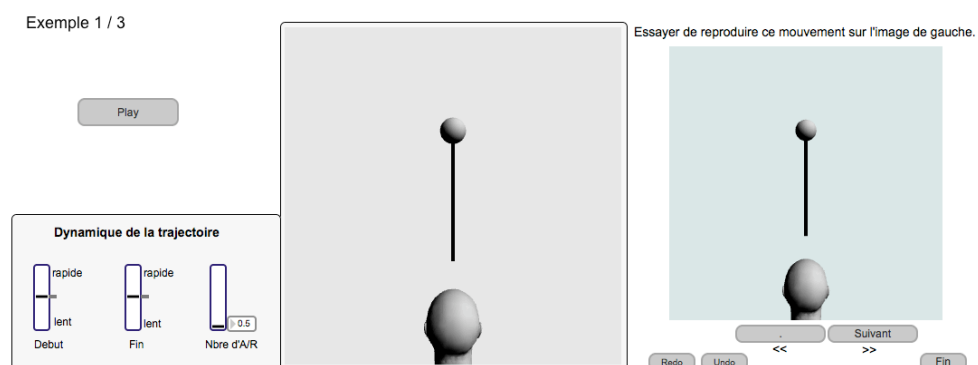 Exemple 1 / 3
Essayer de reproduire ce mouvement sur l'image de gauche.
Play
Dynamique de la trajectoire
rapide
rapide
lent
lent
0.5
Debut
Fin
Nbre d'A/R
.
Suivant
<<
>>
Redo
Undo
Fin